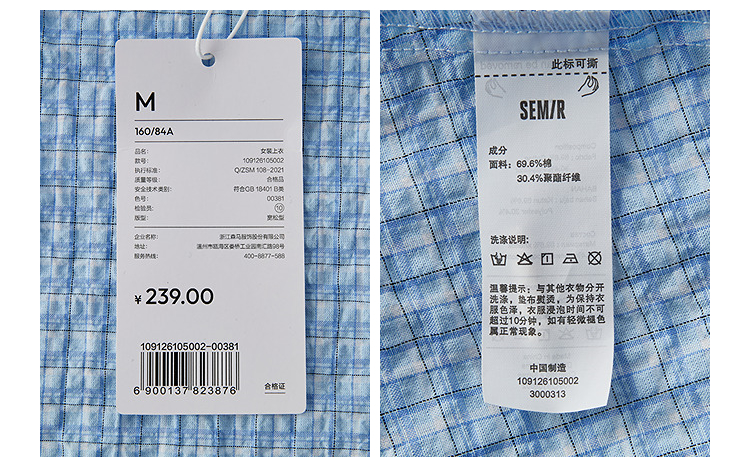 M
160/84A
品名: 女装上衣
款号: 109126105002
执行标准: Q/ZSM 108-2021
质量等级: 合格品
安全技术类别: 符合GB 18401 B类
色号: 00381
检验员: 10
版型: 宽松型
企业名称: 浙江森马服饰股份有限公司
地址: 温州市瓯海区娄桥工业园南汇路98号
服务热线: 400-8877-588
¥ 239.00
109126105002-00381
6 900137 823876
合格证
此标可撕
SEM/R
成分
面料: 69.6%棉
30.4%聚酯纤维
洗涤说明:
温馨提示: 与其他衣物分开
洗涤, 垫布熨烫, 为保持衣
服色泽, 衣服浸泡时间不可
超过10分钟, 如有轻微褪色
属正常现象。
中国制造
109126105002
3000313